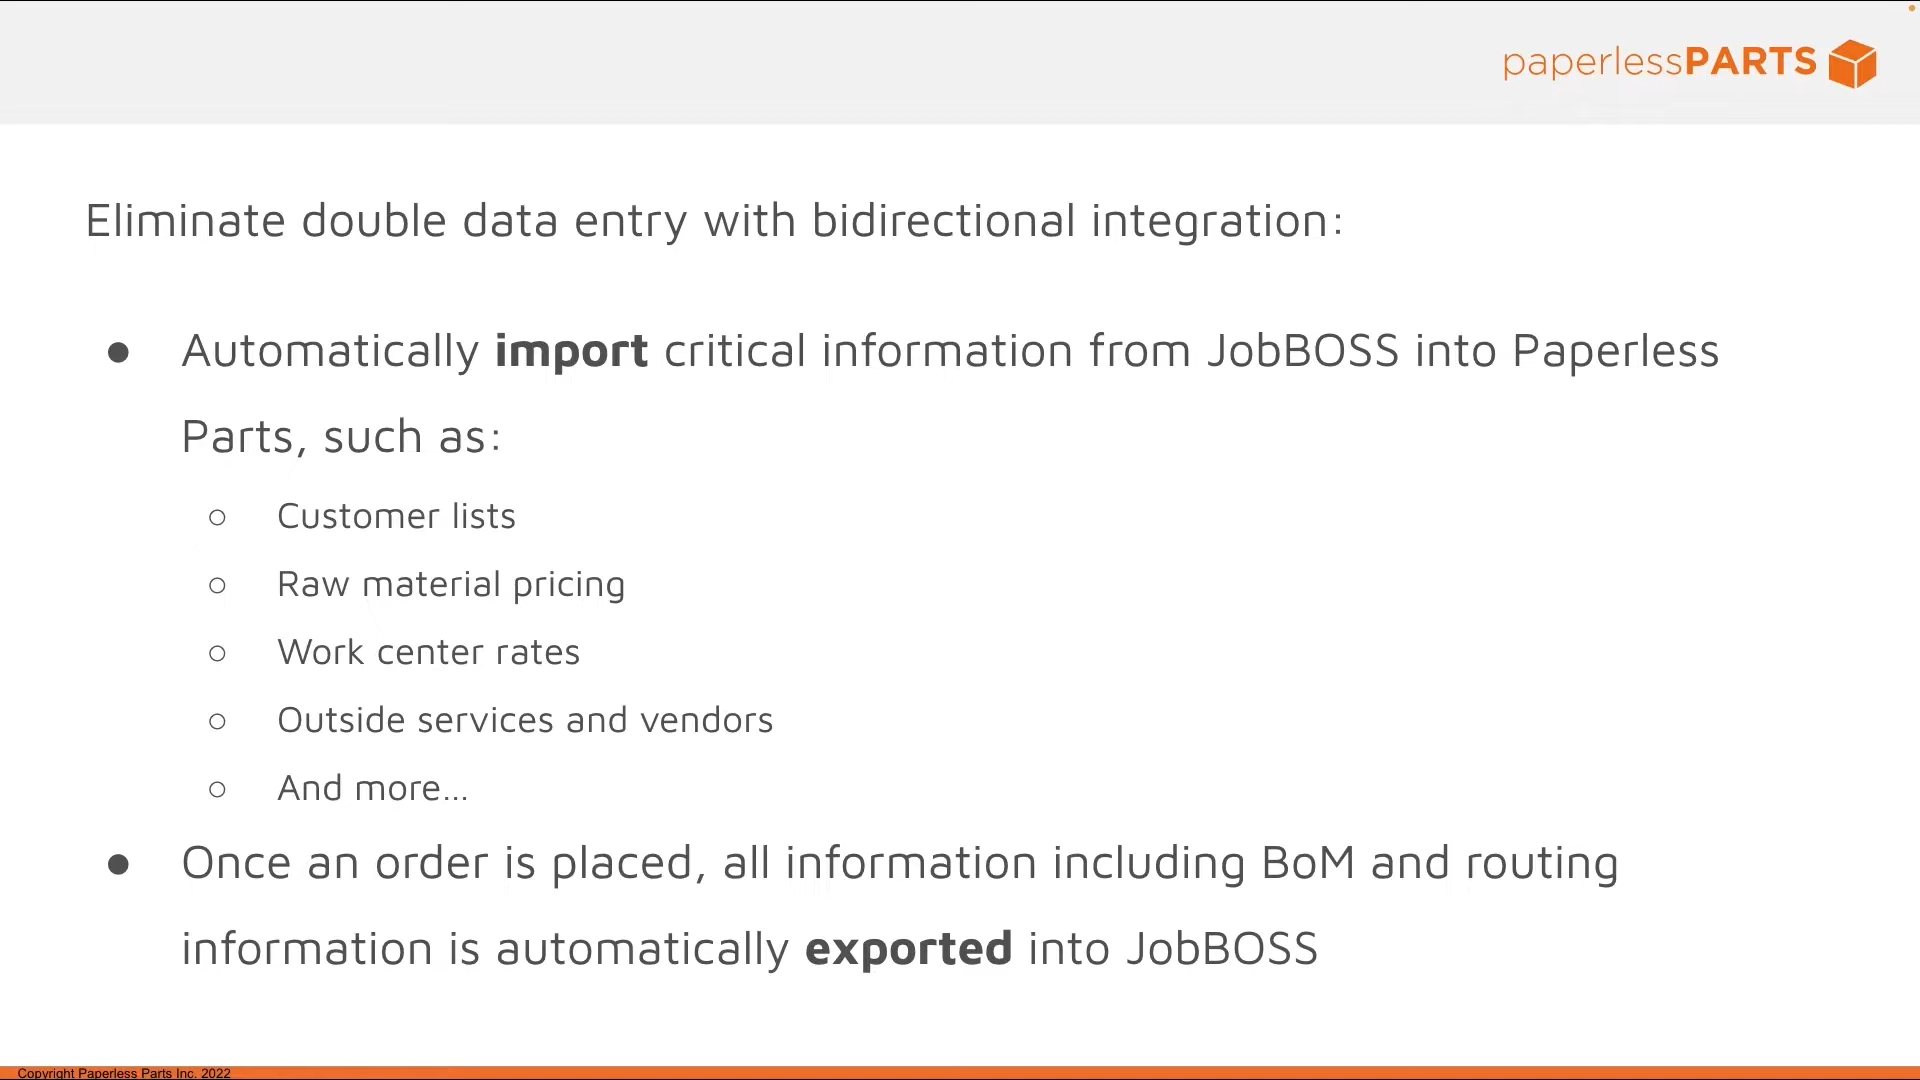 paperlessPARTS
Eliminate double data entry with bidirectional integration:
● Automatically import critical information from JobBOSS into Paperless
Parts, such as:
○ Customer lists
○ Raw material pricing
○ Work center rates
○ Outside services and vendors
○ And more...
● Once an order is placed, all information including BoM and routing
information is automatically exported into JobBOSS
Copyright Paperless Parts Inc. 2022